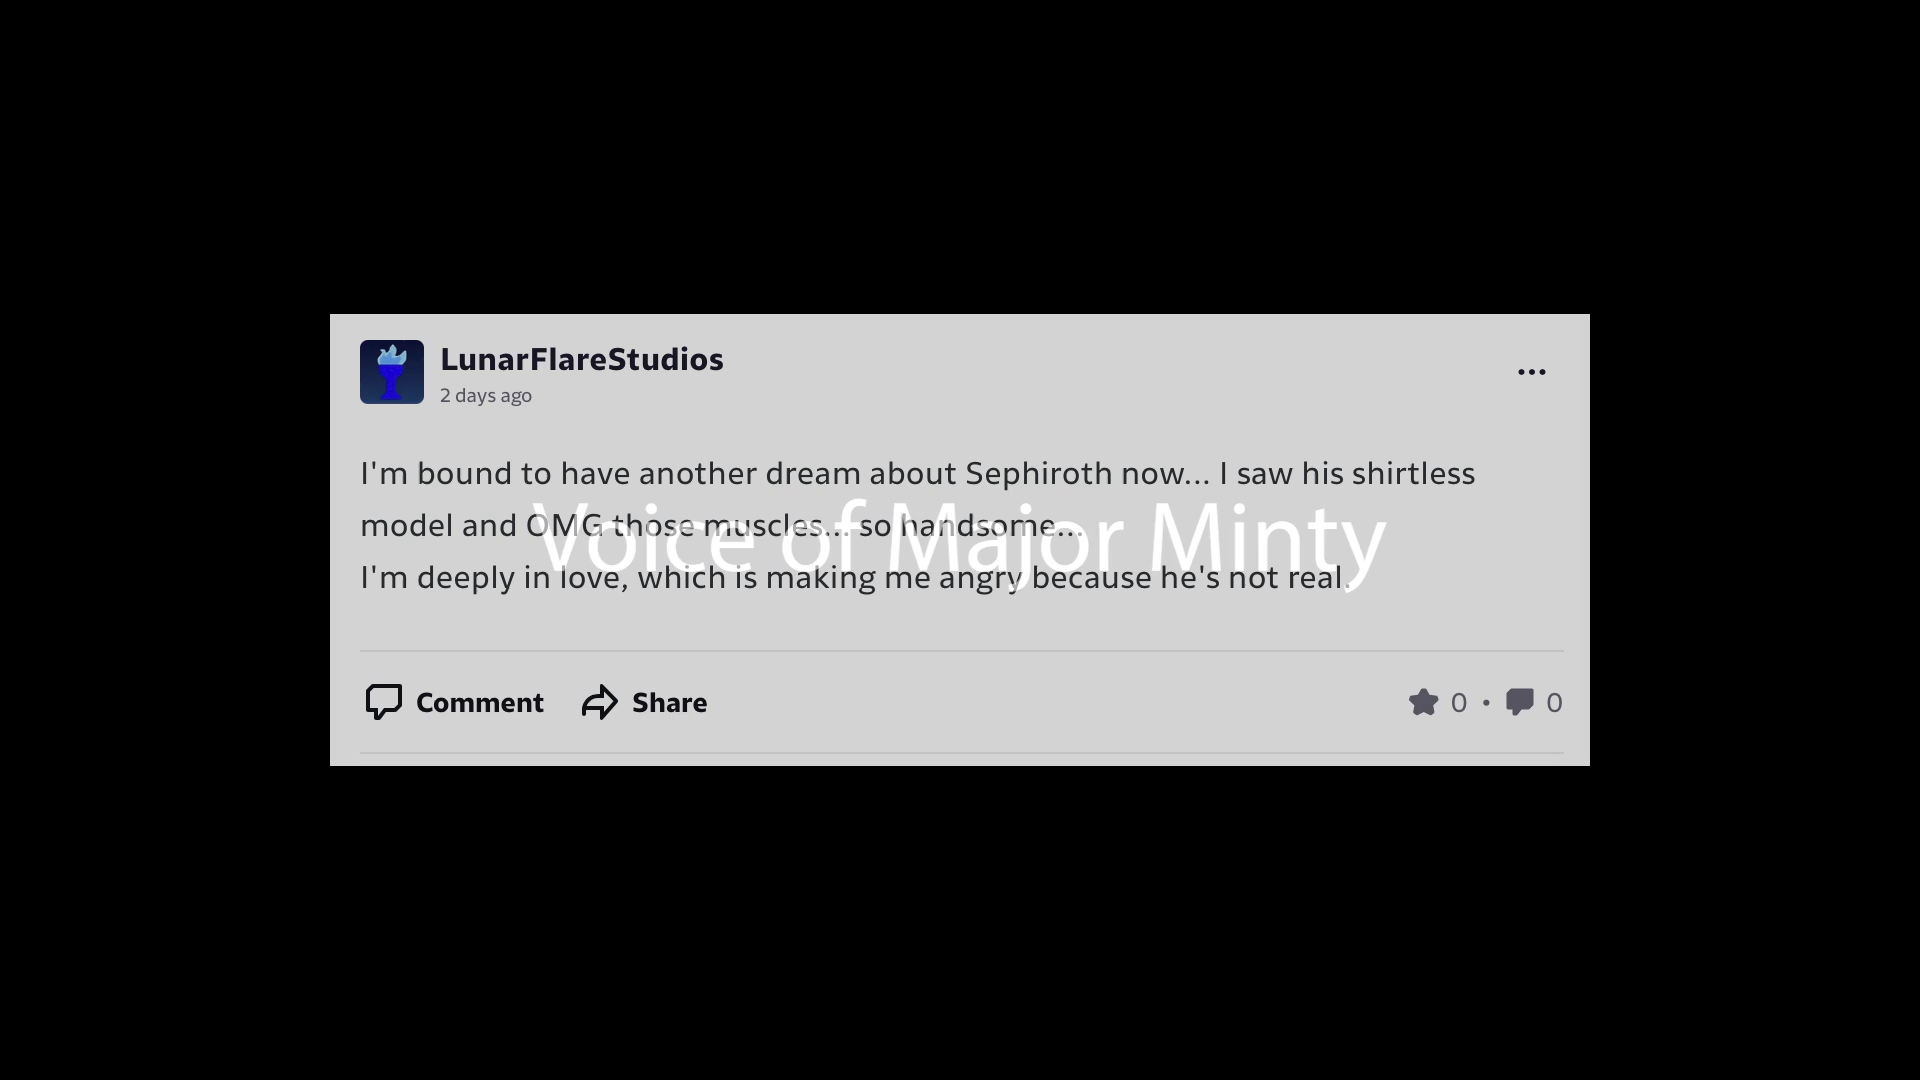 LunarFlareStudios
2 days ago
I'm bound to have another dream about Sephiroth now... I saw his shirtless
model and OMG those muscles... so handsome...
Voice of Major Minty
I'm deeply in love, which is making me angry because he's not real.
Comment Share 0 • 0